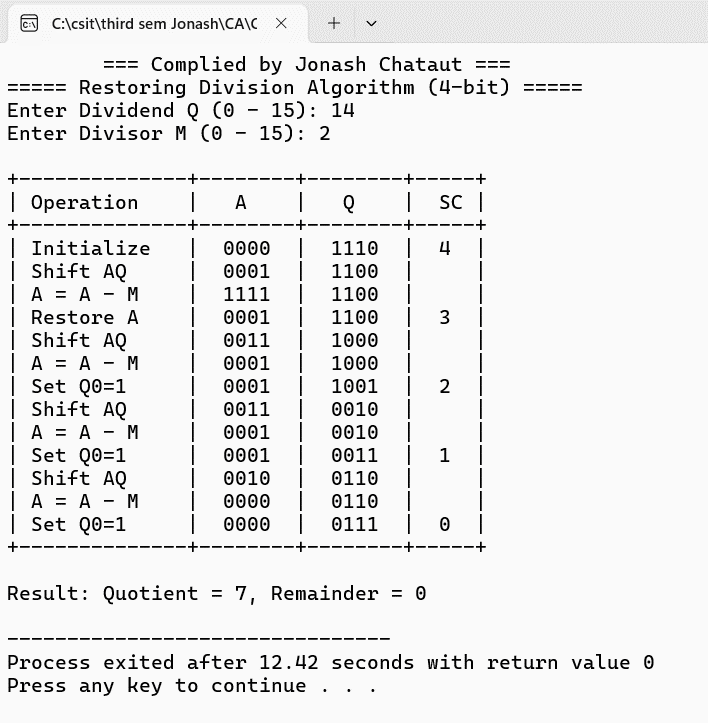 C:\csit\third sem Jonash\CA\C
=== Complied by Jonash Chataut ===
===== Restoring Division Algorithm (4-bit) =====
Enter Dividend Q (0 - 15): 14
Enter Divisor M (0 - 15): 2
+--------------+--------+--------+-----+
| Operation    |   A    |   Q    |  SC |
+--------------+--------+--------+-----+
| Initialize   |  0000  |  1110  |  4  |
| Shift AQ     |  0001  |  1100  |     |
| A = A - M    |  1111  |  1100  |     |
| Restore A    |  0001  |  1100  |  3  |
| Shift AQ     |  0011  |  1000  |     |
| A = A - M    |  0001  |  1000  |     |
| Set Q0=1     |  0001  |  1001  |  2  |
| Shift AQ     |  0011  |  0010  |     |
| A = A - M    |  0001  |  0010  |     |
| Set Q0=1     |  0001  |  0011  |  1  |
| Shift AQ     |  0010  |  0110  |     |
| A = A - M    |  0000  |  0110  |     |
| Set Q0=1     |  0000  |  0111  |  0  |
+--------------+--------+--------+-----+
Result: Quotient = 7, Remainder = 0
--------------------------------
Process exited after 12.42 seconds with return value 0
Press any key to continue . . .